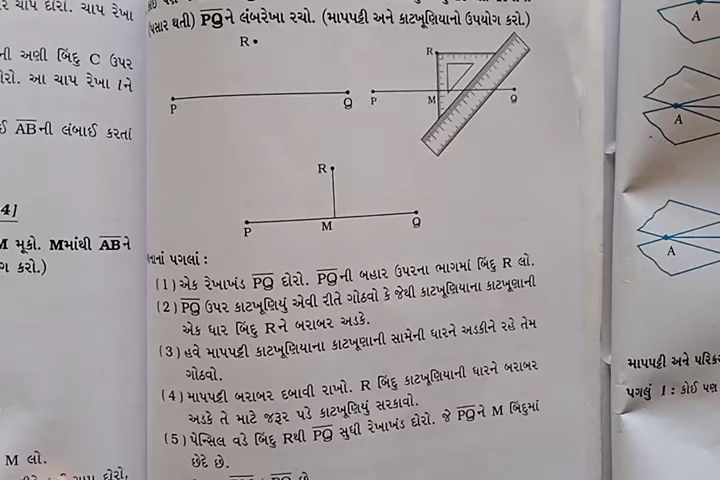 ચાપ દોરો. ચાપ રેખા
ની અણી બિંદુ C ઉપર
દોરો. આ ચાપ રેખા lને
ABની લંબાઈ કરતાં
4]
M મૂકો. Mમાંથી ABને
કરો.)
M લો.
(પસાર થતી) PQને લંબરેખા રચો. (માપપટ્ટી અને કાટખૂણિયાનો ઉપયોગ કરો.)
R
P
Q
R
P
M
Q
R
P
M
Q
પગલાં :
(1) એક રેખાખંડ PQ દોરો. PQની બહાર ઉપરના ભાગમાં બિંદુ R લો.
(2) PQ ઉપર કાટખૂણિયું એવી રીતે ગોઠવો કે જેથી કાટખૂણિયાના કાટખૂણાની
એક ધાર બિંદુ Rને બરાબર અડકે.
(3) હવે માપપટ્ટી કાટખૂણિયાના કાટખૂણાની સામેની ધારને અડકીને રહે તેમ
ગોઠવો.
(4) માપપટ્ટી બરાબર દબાવી રાખો. R બિંદુ કાટખૂણિયાની ધારને બરાબર
અડકે તે માટે જરૂર પડે કાટખૂણિયું સરકાવો.
(5) પેન્સિલ વડે બિંદુ Rથી PQ સુધી રેખાખંડ દોરો. જે PQને M બિંદુમાં
છેદે છે.
A
A
A
માપપટ્ટી અને
પગલું 1 : કોઈ પણ